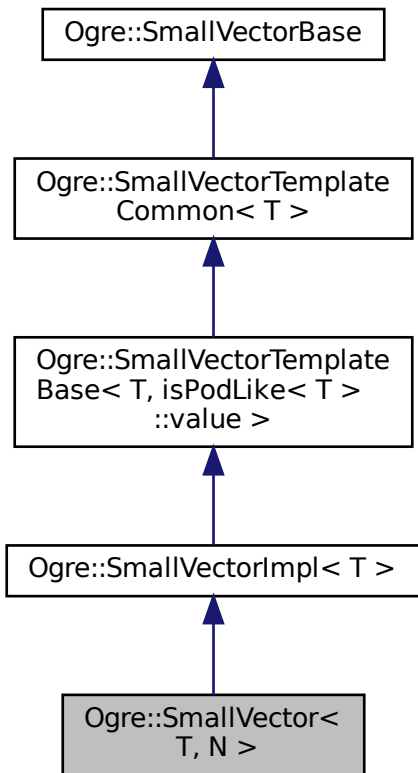 Ogre::SmallVectorBase
Ogre::SmallVectorTemplate
Common< T >
Ogre::SmallVectorTemplate
Base< T, isPodLike< T >
::value >
Ogre::SmallVectorImpl< T >
Ogre::SmallVector<
T, N >